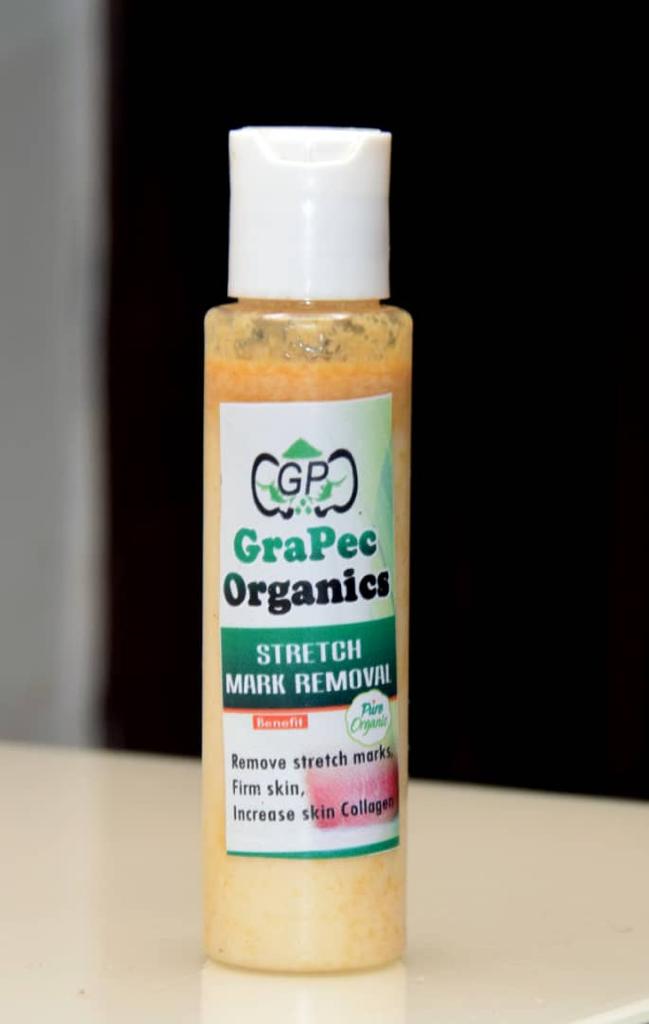 GP
GraPec
Organics
STRETCH
MARK REMOVAL
Benefit
Pure
Organic
Remove stretch marks,
Firm skin,
Increase skin Collagen